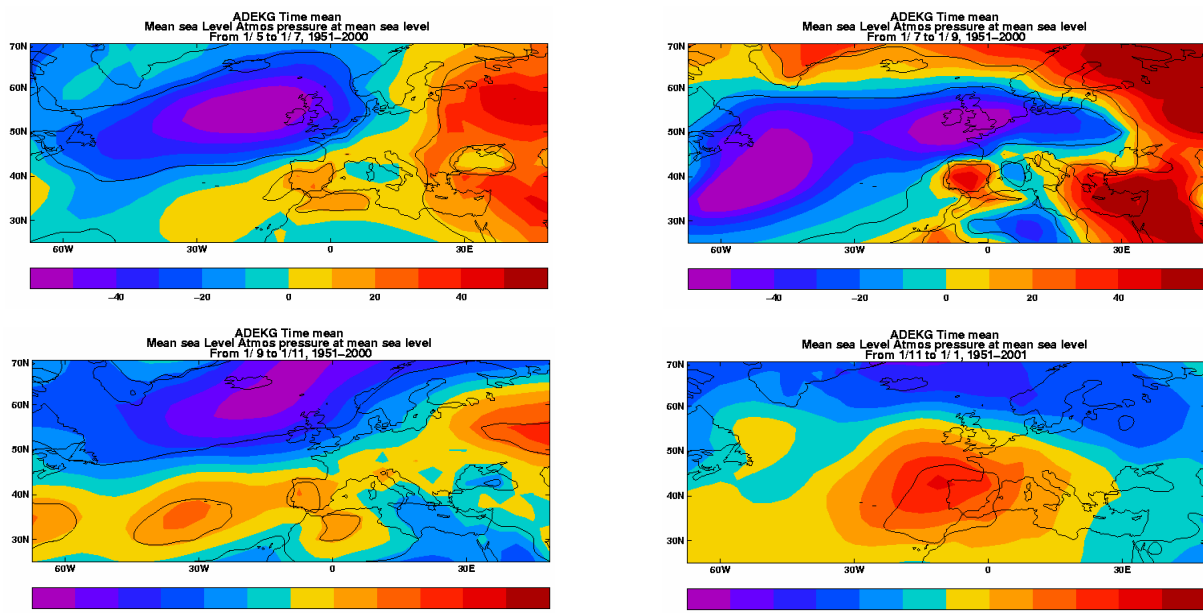 ADEKG Time mean
Mean sea Level Atmos pressure at mean sea level
From 1/ 5 to 1/ 7, 1951−2000
70N
60N
50N
40N
30N
60W
30W
0
30E
−40
−20
0
20
40
ADEKG Time mean
Mean sea Level Atmos pressure at mean sea level
From 1/ 7 to 1/ 9, 1951−2000
70N
60N
50N
40N
30N
60W
30W
0
30E
−40
−20
0
20
40
ADEKG Time mean
Mean sea Level Atmos pressure at mean sea level
From 1/ 9 to 1/11, 1951−2000
70N
60N
50N
40N
30N
60W
30W
0
30E
ADEKG Time mean
Mean sea Level Atmos pressure at mean sea level
From 1/11 to 1/ 1, 1951−2001
70N
60N
50N
40N
30N
60W
30W
0
30E